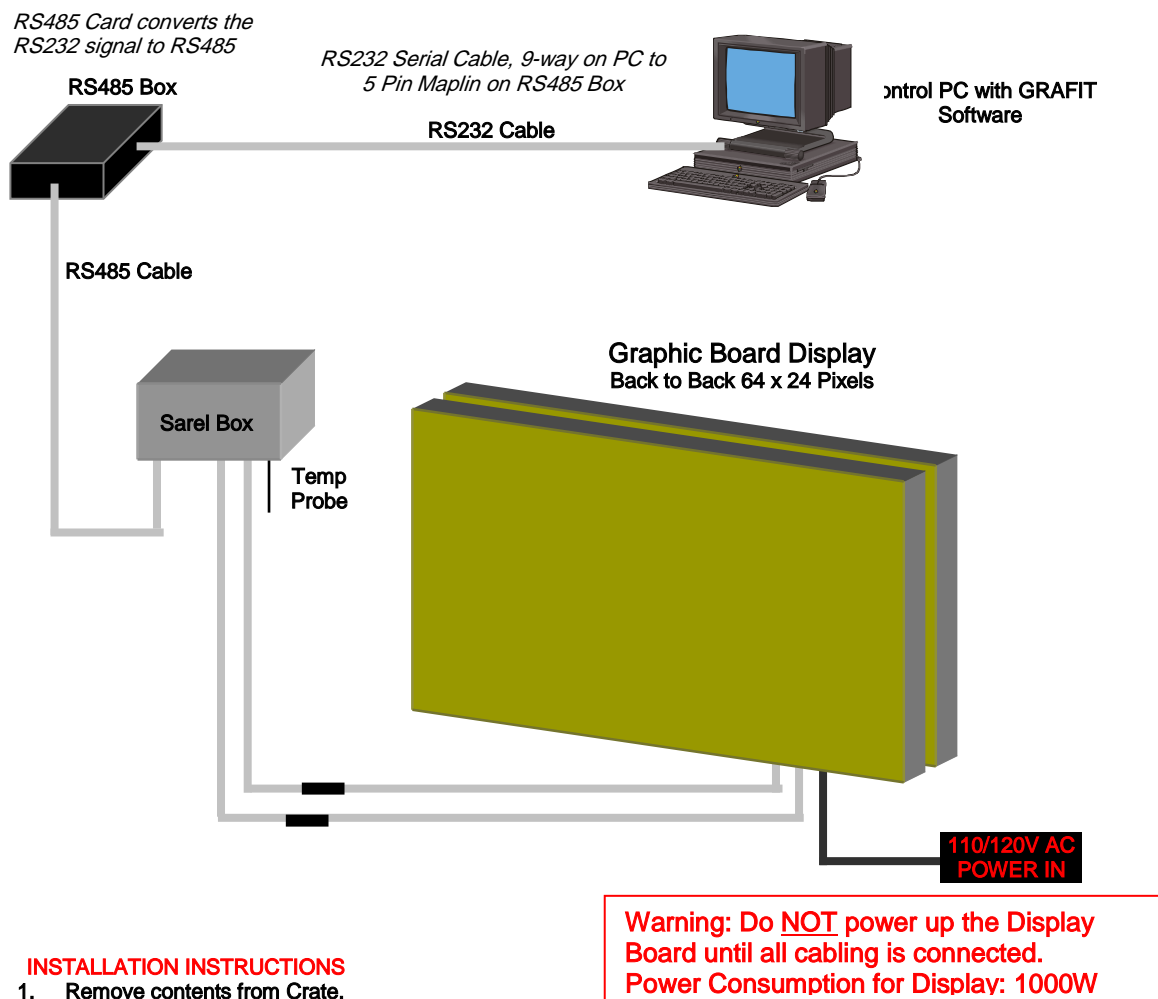 RS485 Card converts the
RS232 signal to RS485
RS485 Box
RS232 Serial Cable, 9-way on PC to
5 Pin Maplin on RS485 Box
RS232 Cable
ontrol PC with GRAFIT
Software
RS485 Cable
Sarel Box
Temp
Probe
Graphic Board Display
Back to Back 64 x 24 Pixels
110/120V AC
POWER IN
Warning: Do NOT power up the Display
Board until all cabling is connected.
Power Consumption for Display: 1000W
INSTALLATION INSTRUCTIONS
1. Remove contents from Crate.